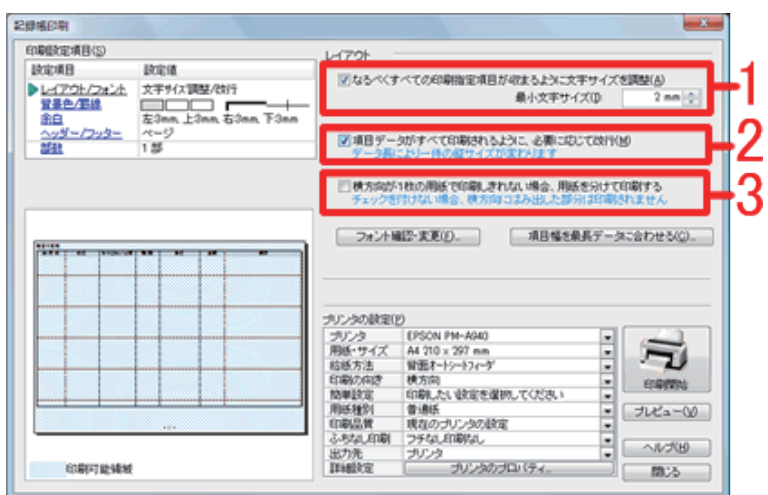 記録帳印刷
印刷設定項目(S)
設定項目 設定値
レイアウト/フォント 文字サイズ調整/改行
背景色/罫線
余白 左3mm, 上3mm, 右3mm, 下3mm
ヘッダー/フッター ページ
部数 1 部
印刷可能領域
レイアウト
なるべくすべての印刷指定項目が収まるように文字サイズを調整(A)
最小文字サイズ(I): 2 mm
1
項目データがすべて印刷されるように、必要に応じて改行(M)
データ長により一件の縦サイズが変わります
2
横方向が1枚の用紙で印刷しきれない場合、用紙を分けて印刷する
チェックを付けない場合、横方向にはみ出した部分は印刷されません
3
フォント確認・変更(F)... 項目幅を最長データに合わせる(G)...
プリンタの設定(P)
プリンタ EPSON PM-A940
用紙・サイズ A4 210 x 297 mm
給紙方法 背面オートシートフィーダ
印刷の向き 横方向
簡単設定 印刷したい設定を選択してください
用紙種別 普通紙
印刷品質 現在のプリンタの設定
ふちなし印刷 フチなし印刷なし
出力先 プリンタ
詳細設定 プリンタのプロパティ...
印刷開始
プレビュー(V)
ヘルプ(H)
閉じる